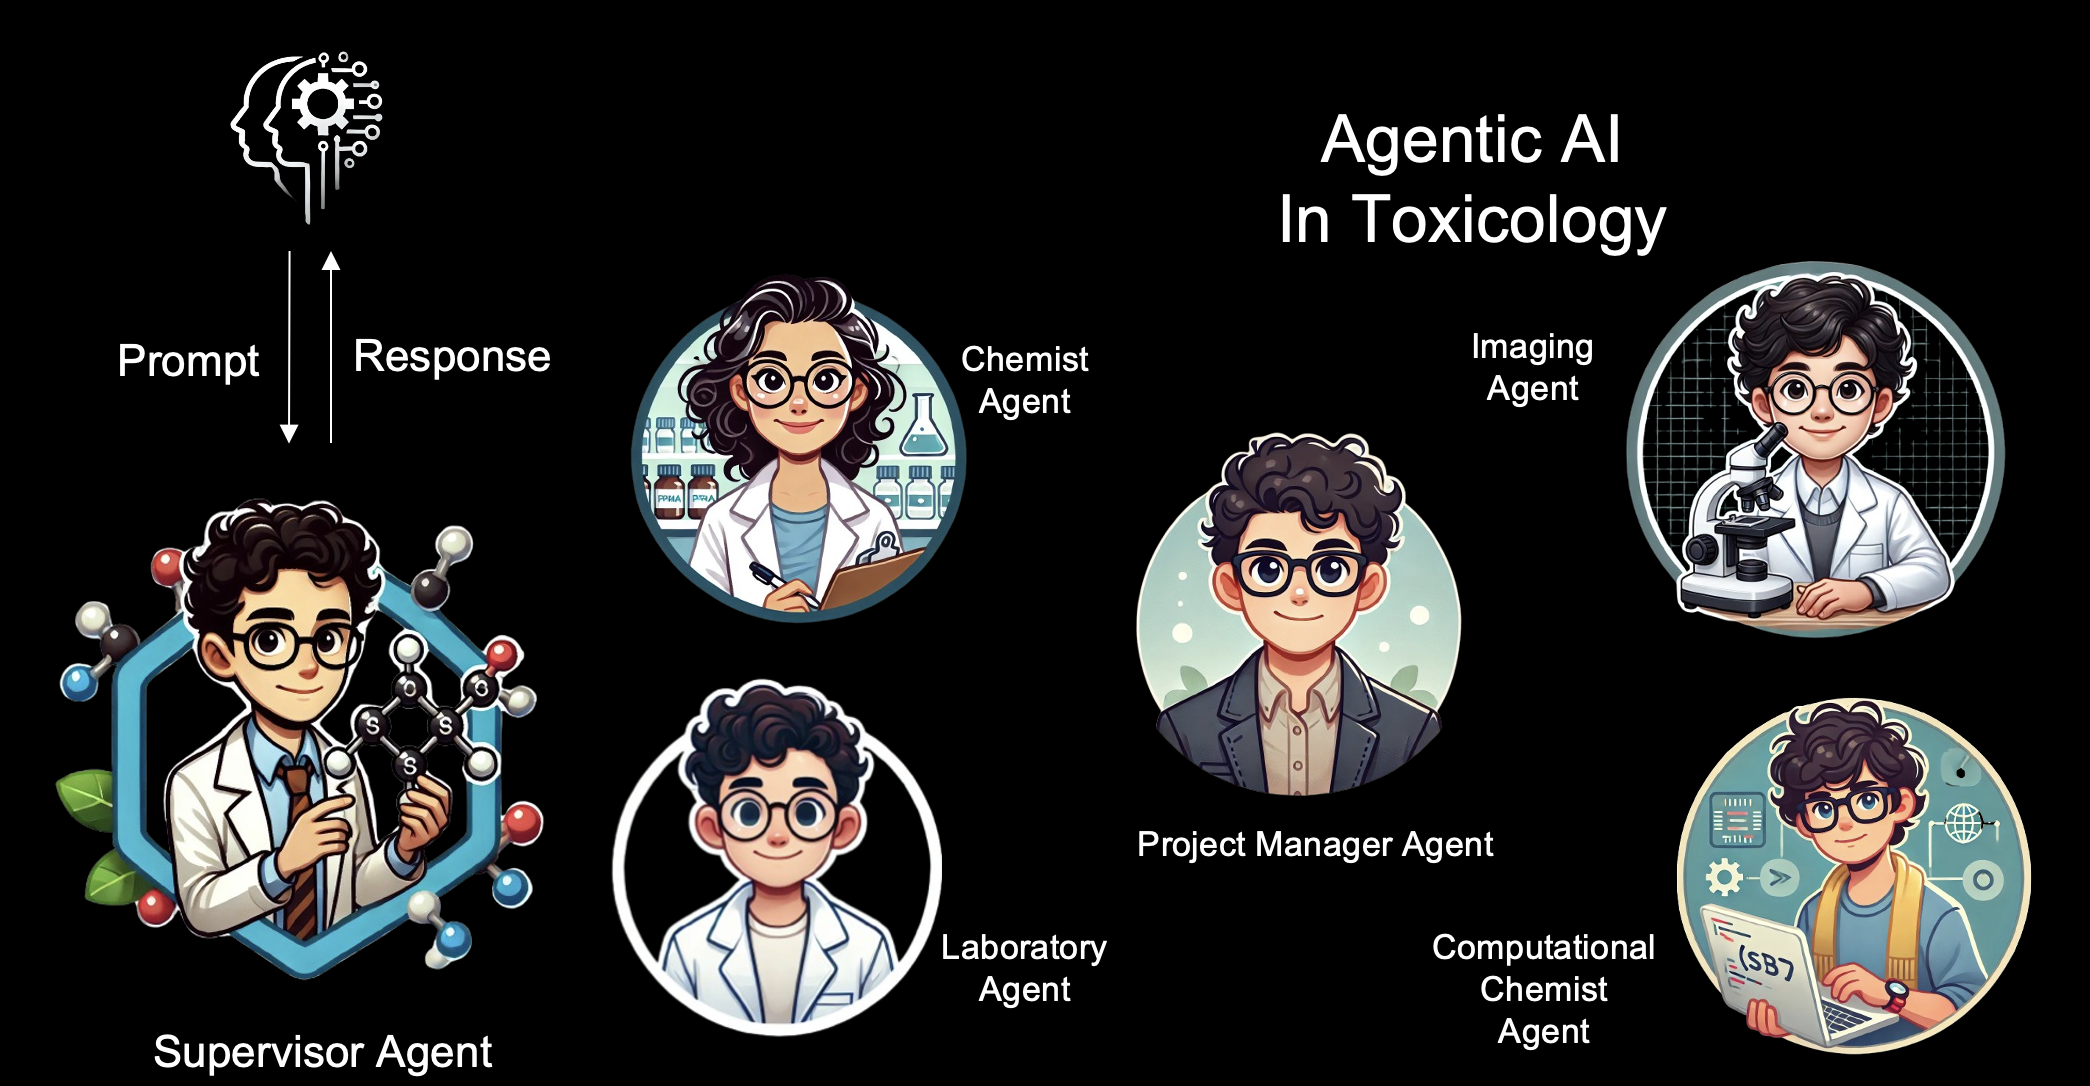 Agentic AI
In Toxicology
Prompt
Response
Chemist
Agent
Imaging
Agent
Project Manager Agent
Laboratory
Agent
Computational
Chemist
Agent
Supervisor Agent
S
S
S